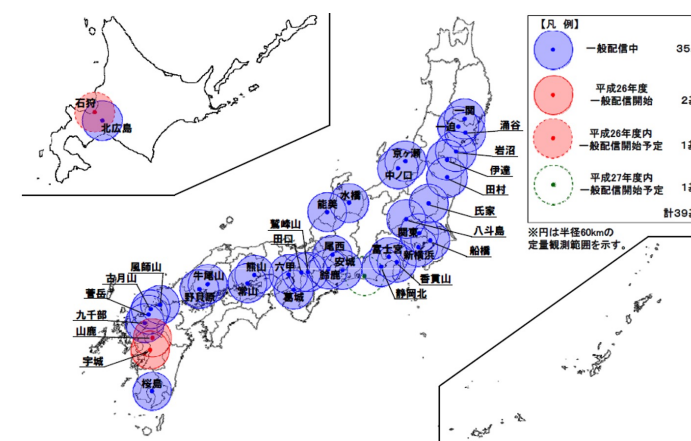 【凡 例】
一般配信中 35
平成26年度
一般配信開始 2
平成26年度内
一般配信開始予定 1
平成27年度内
一般配信開始予定 1
計39
※円は半径60kmの
定量観測範囲を示す。
石狩
北広島
一関
一迫
涌谷
岩沼
伊達
田村
氏家
八斗島
船橋
京ヶ瀬
中ノ口
水橋
能美
関東
新横浜
富士宮
香貫山
静岡北
鷲峰山
田口
尾西
安城
鈴鹿
六甲
葛城
熊山
常山
牛尾山
野貝原
風師山
古月山
菅岳
九千部
山鹿
宇城
桜島